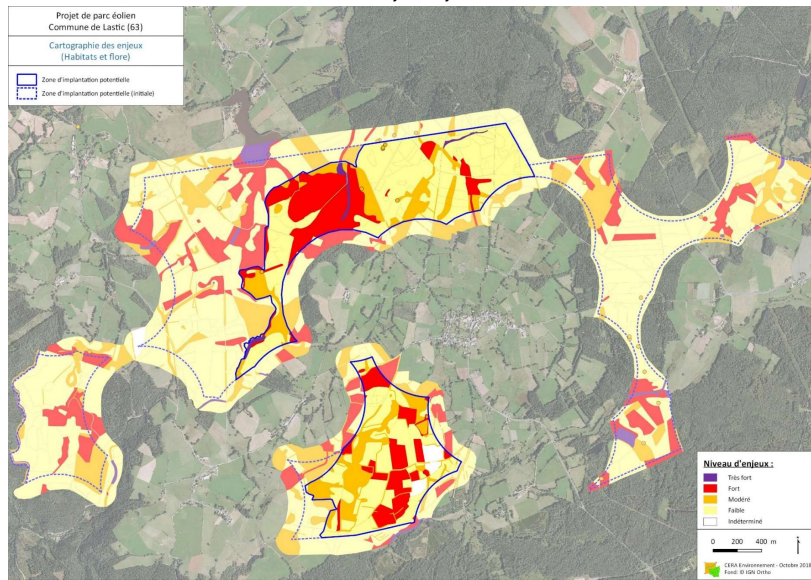 Projet de parc éolien
Commune de Lastic (63)
Cartographie des enjeux
(Habitats et flore)
Zone d'implantation potentielle
Zone d'implantation potentielle (initiale)
Niveau d'enjeux :
Très fort
Fort
Modéré
Faible
Indéterminé
0 200 400 m
CERA Environnement - Octobre
Fond: © IGN Ortho